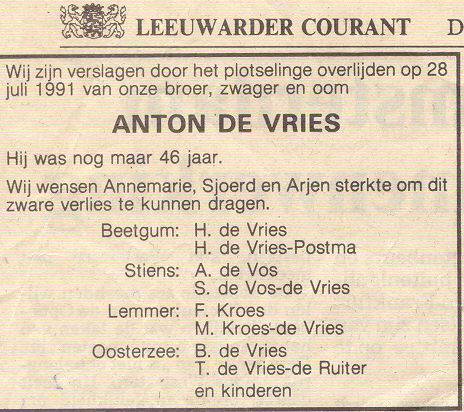 LEEUWARDER COURANT D
Wij zijn verslagen door het plotselinge overlijden op 28
juli 1991 van onze broer, zwager en oom
ANTON DE VRIES
Hij was nog maar 46 jaar.
Wij wensen Annemarie, Sjoerd en Arjen sterkte om dit
zware verlies te kunnen dragen.
Beetgum: H. de Vries
H. de Vries-Postma
Stiens: A. de Vos
S. de Vos-de Vries
Lemmer: F. Kroes
M. Kroes-de Vries
Oosterzee: B. de Vries
T. de Vries-de Ruiter
en kinderen